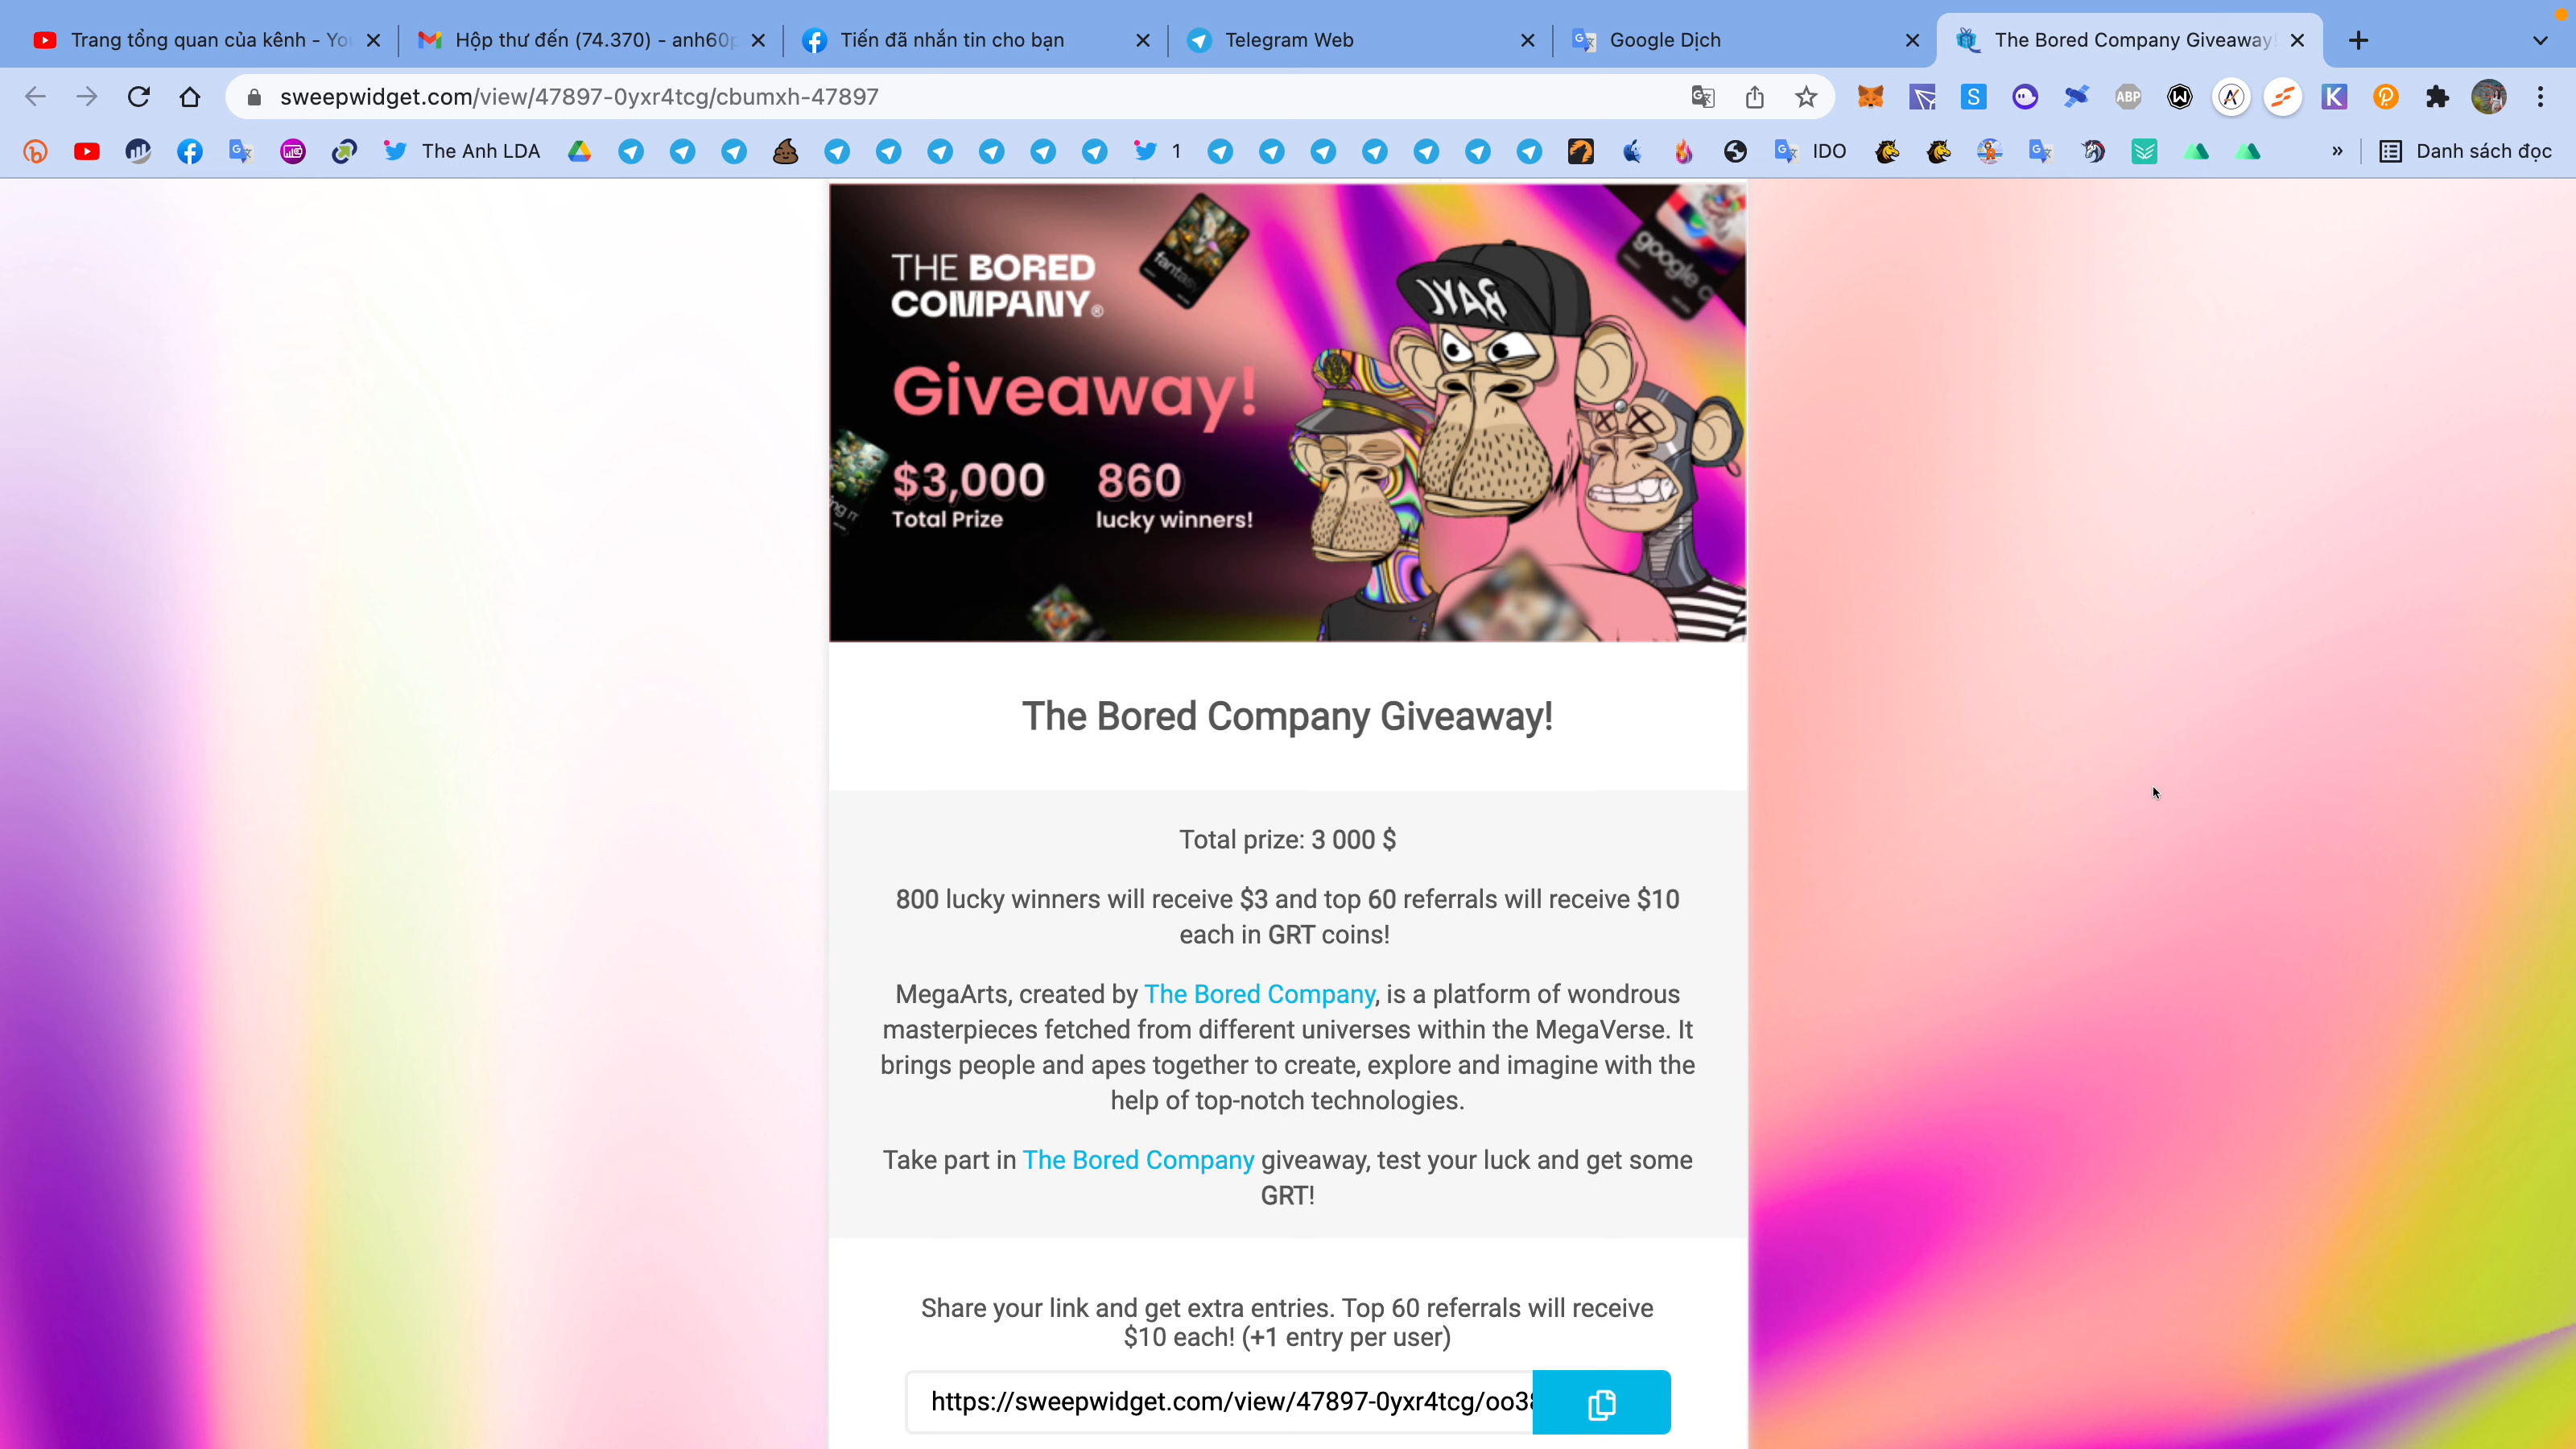 Trang tổng quan của kênh - Yo
Hộp thư đến (74.370) - anh60p
Tiến đã nhắn tin cho bạn
Telegram Web
Google Dịch
The Bored Company Giveaway!
sweepwidget.com/view/47897-0yxr4tcg/cbumxh-47897
ABP
The Anh LDA
1
IDO
»
Danh sách đọc
THE BORED
COMPANY®
Giveaway!
$3,000
Total Prize
860
lucky winners!
fantasy
google c
BAYC
The Bored Company Giveaway!
Total prize: 3 000 $
800 lucky winners will receive $3 and top 60 referrals will receive $10
each in GRT coins!
MegaArts, created by The Bored Company, is a platform of wondrous
masterpieces fetched from different universes within the MegaVerse. It
brings people and apes together to create, explore and imagine with the
help of top-notch technologies.
Take part in The Bored Company giveaway, test your luck and get some
GRT!
Share your link and get extra entries. Top 60 referrals will receive
$10 each! (+1 entry per user)
https://sweepwidget.com/view/47897-0yxr4tcg/oo38